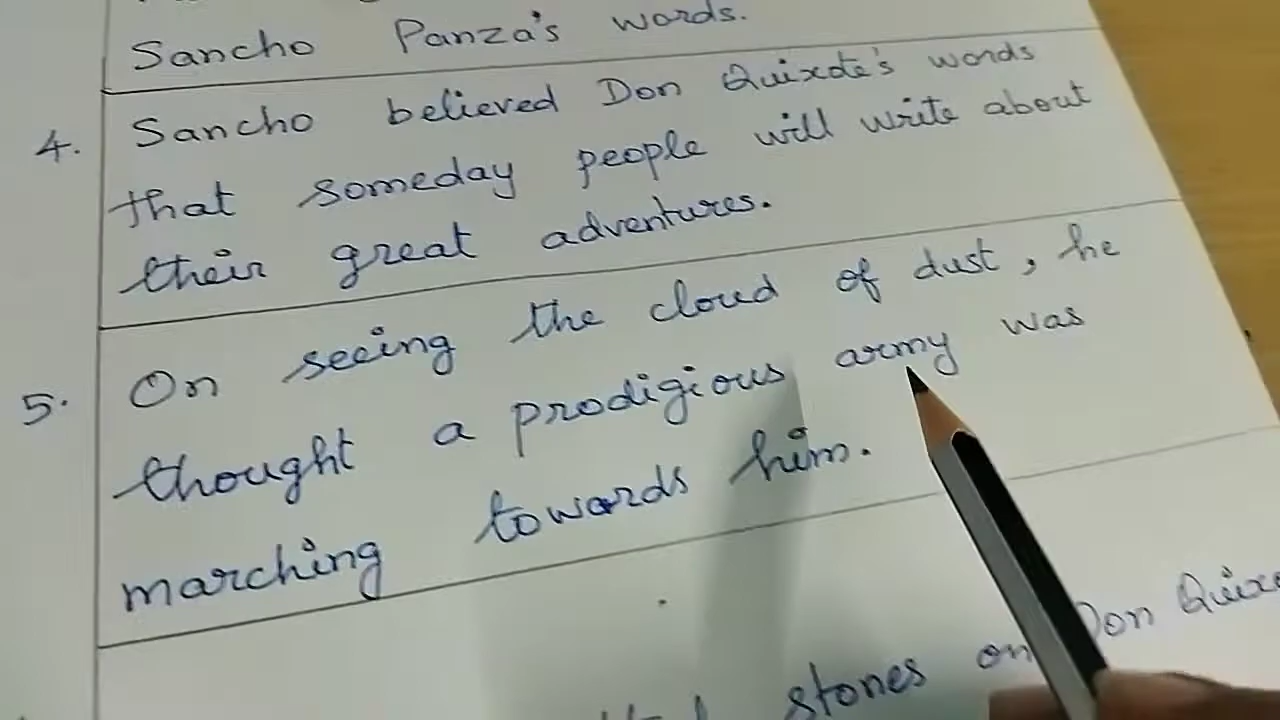 Sancho Panza's words.
4. Sancho believed Don Quixote's words
that someday people will write about
their great adventures.
5. On seeing the cloud of dust, he
thought a prodigious army was
marching towards him.
stones on Don